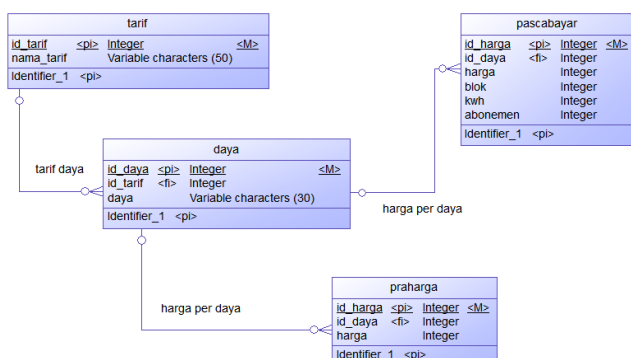 tarif
id_tarif <pi> Integer <M>
nama_tarif Variable characters (50)
Identifier_1 <pi>
pascabayar
id_harga <pi> Integer <M>
id_daya <fi> Integer
harga Integer
blok Integer
kwh Integer
abonemen Integer
Identifier_1 <pi>
tarif daya
daya
id_daya <pi> Integer <M>
id_tarif <fi> Integer
daya Variable characters (30)
Identifier_1 <pi>
harga per daya
harga per daya
praharga
id_harga <pi> Integer <M>
id_daya <fi> Integer
harga Integer
Identifier_1 <pi>